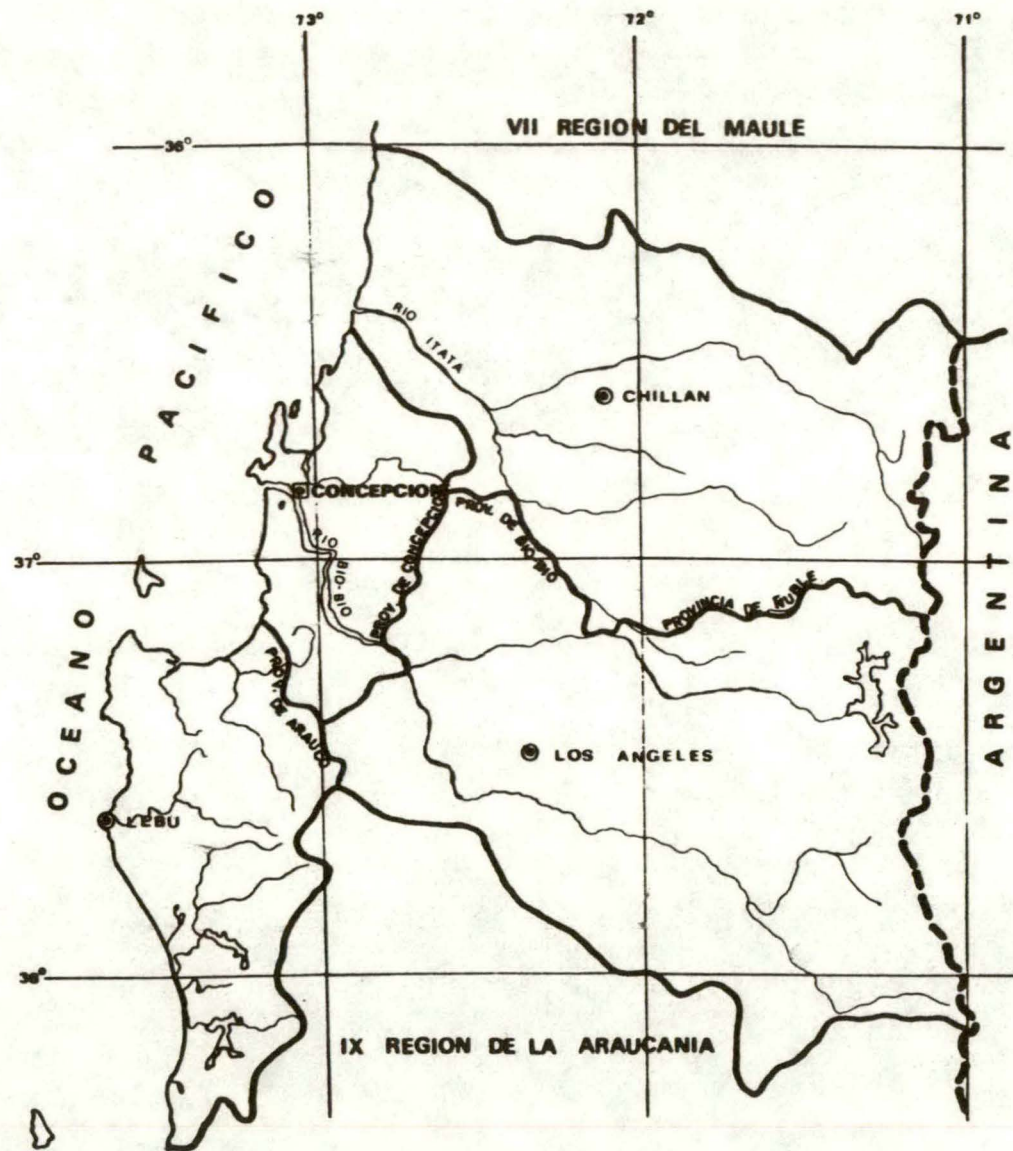 73°
72°
71°
VII REGION DEL MAULE
36°
OCEANO PACIFICO
RIO ITATA
CHILLAN
CONCEPCION
PROV. DE CONCEPCION
PROV. DE BIO BIO
RIO BIO-BIO
37°
PROVINCIA DE ÑUBLE
ARGENTINA
PROV. DE ARAUCO
LOS ANGELES
LEBU
38°
IX REGION DE LA ARAUCANIA